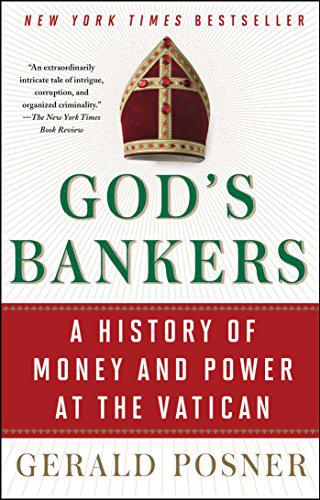 NEW YORK TIMES BESTSELLER
"An extraordinarily
intricate tale of intrigue,
corruption, and
organized criminality."
—The New York Times
Book Review
GOD'S
BANKERS
A HISTORY OF
MONEY AND POWER
AT THE VATICAN
GERALD POSNER